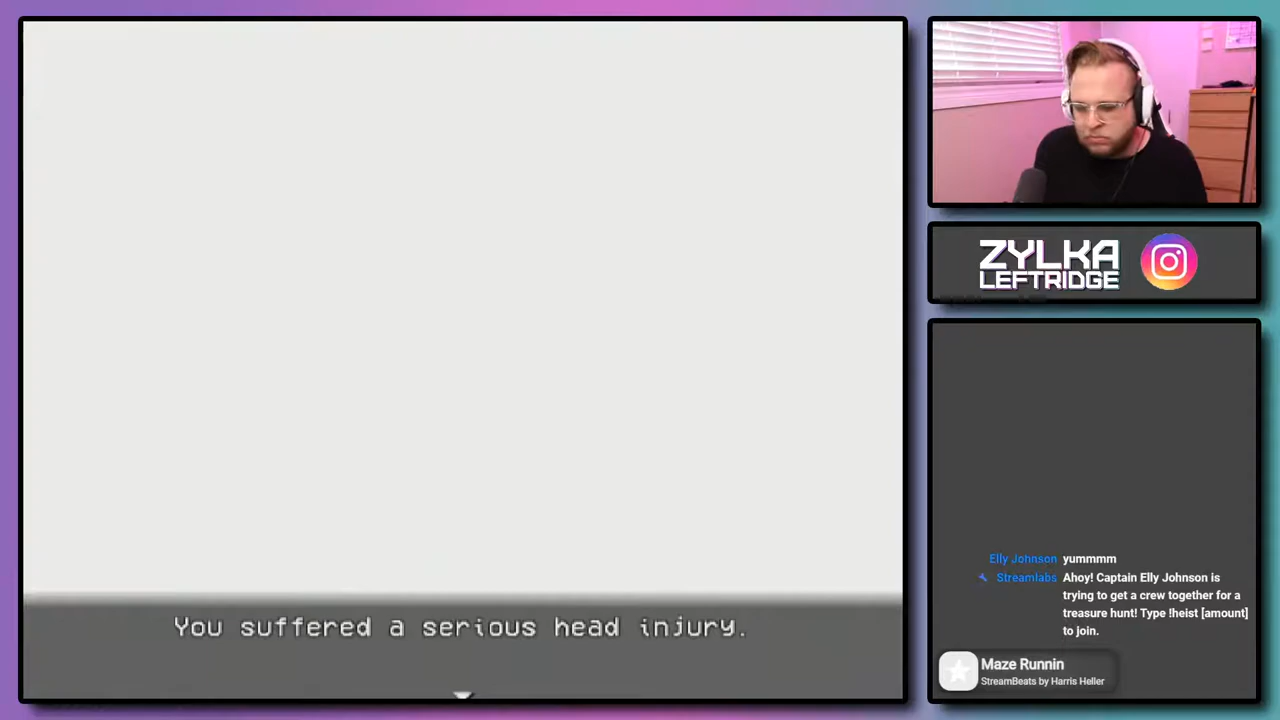 You suffered a serious head injury.
ZYLKA
LEFTRIDGE
Elly Johnson yummmm
Streamlabs Ahoy! Captain Elly Johnson is
trying to get a crew together for a
treasure hunt! Type !heist [amount]
to join.
Maze Runnin
StreamBeats by Harris Heller